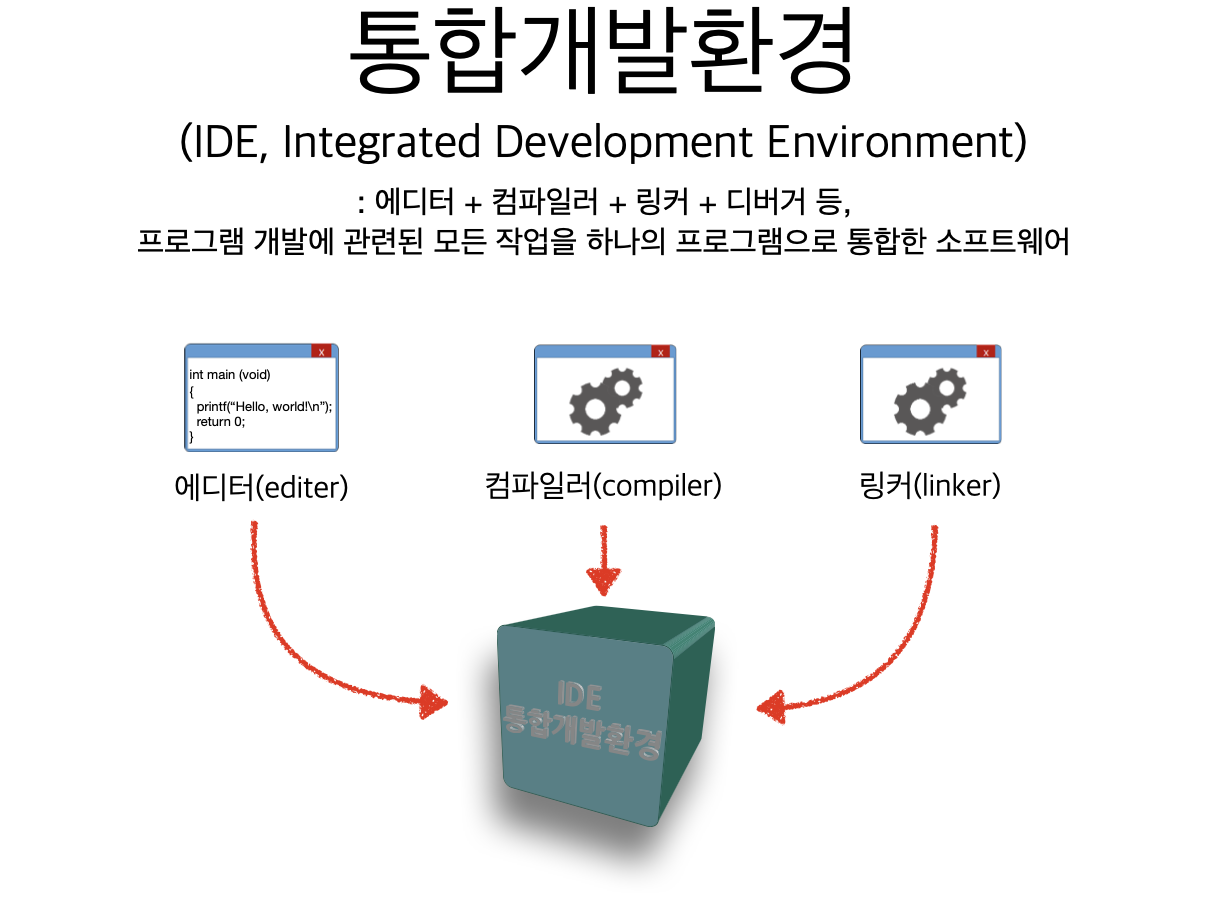 통합개발환경
(IDE, Integrated Development Environment)
: 에디터 + 컴파일러 + 링커 + 디버거 등,
프로그램 개발에 관련된 모든 작업을 하나의 프로그램으로 통합한 소프트웨어
x
int main (void)
{
printf(“Hello, world!\n”);
return 0;
}
x
x
에디터(editer)
컴파일러(compiler)
링커(linker)
IDE
통합개발환경